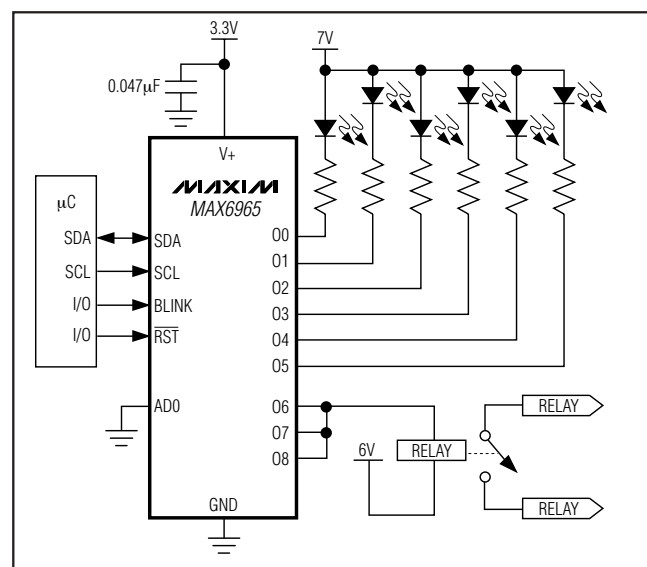 3.3V
7V
0.047µF
V+
MAXIM
MAX6965
µC
SDA
SDA
SCL
SCL
I/O
BLINK
I/O
RST
AD0
GND
O0
O1
O2
O3
O4
O5
O6
O7
O8
6V
RELAY
RELAY
RELAY